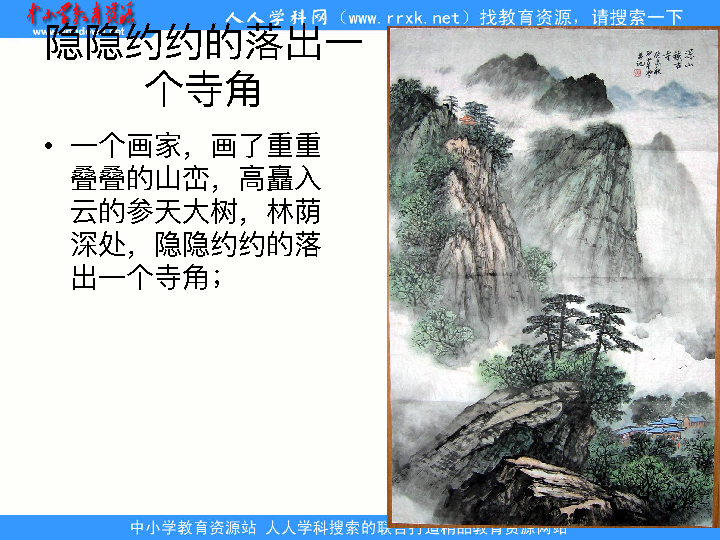 中小学教育资源
人人学科网（www.rrxk.net）找教育资源，请搜索一下
隐隐约约的落出一
个寺角
• 一个画家，画了重重
叠叠的山峦，高矗入
云的参天大树，林荫
深处，隐隐约约的落
出一个寺角；
深山
藏古
寺
中小学教育资源站 人人学科搜索的联合打造精品教育资源网站